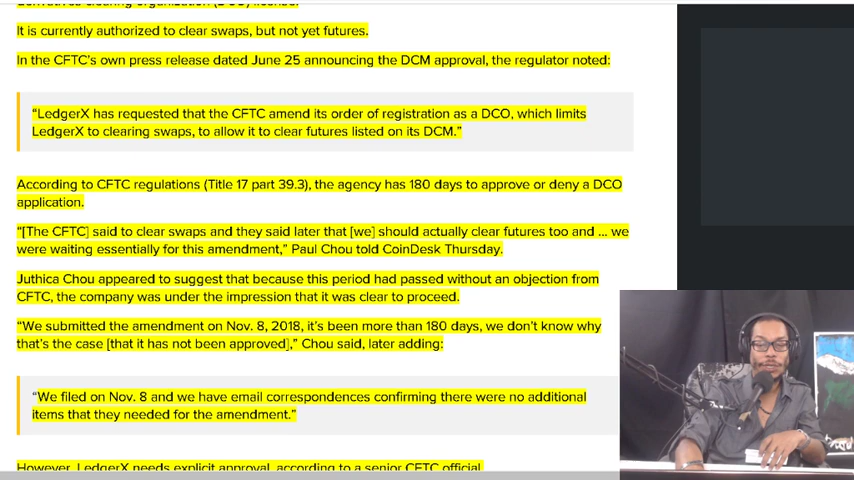 It is currently authorized to clear swaps, but not yet futures.
In the CFTC's own press release dated June 25 announcing the DCM approval, the regulator noted:
“LedgerX has requested that the CFTC amend its order of registration as a DCO, which limits
LedgerX to clearing swaps, to allow it to clear futures listed on its DCM.”
According to CFTC regulations (Title 17 part 39.3), the agency has 180 days to approve or deny a DCO
application.
“[The CFTC] said to clear swaps and they said later that [we] should actually clear futures too and ... we
were waiting essentially for this amendment,” Paul Chou told CoinDesk Thursday.
Juthica Chou appeared to suggest that because this period had passed without an objection from
CFTC, the company was under the impression that it was clear to proceed.
“We submitted the amendment on Nov. 8, 2018, it's been more than 180 days, we don't know why
that's the case [that it has not been approved],” Chou said, later adding:
“We filed on Nov. 8 and we have email correspondences confirming there were no additional
items that they needed for the amendment.”
However, LedgerX needs explicit approval, according to a senior CFTC official.